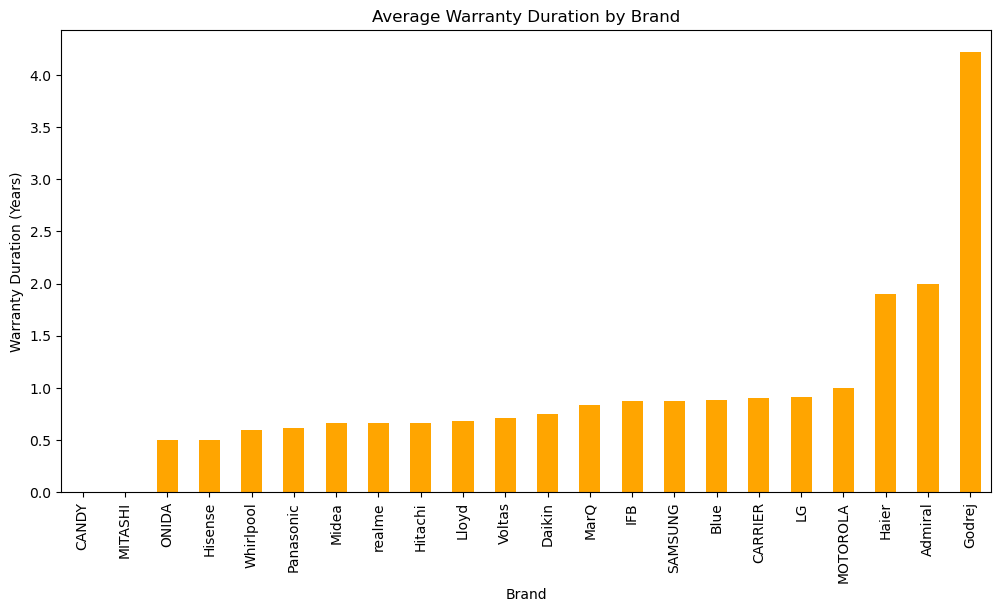 Average Warranty Duration by Brand
Warranty Duration (Years)
4.0
3.5
3.0
2.5
2.0
1.5
1.0
0.5
0.0
CANDY
MITASHI
ONIDA
Hisense
Whirlpool
Panasonic
Midea
realme
Hitachi
Lloyd
Voltas
Daikin
MarQ
IFB
SAMSUNG
Blue
CARRIER
LG
MOTOROLA
Haier
Admiral
Godrej
Brand